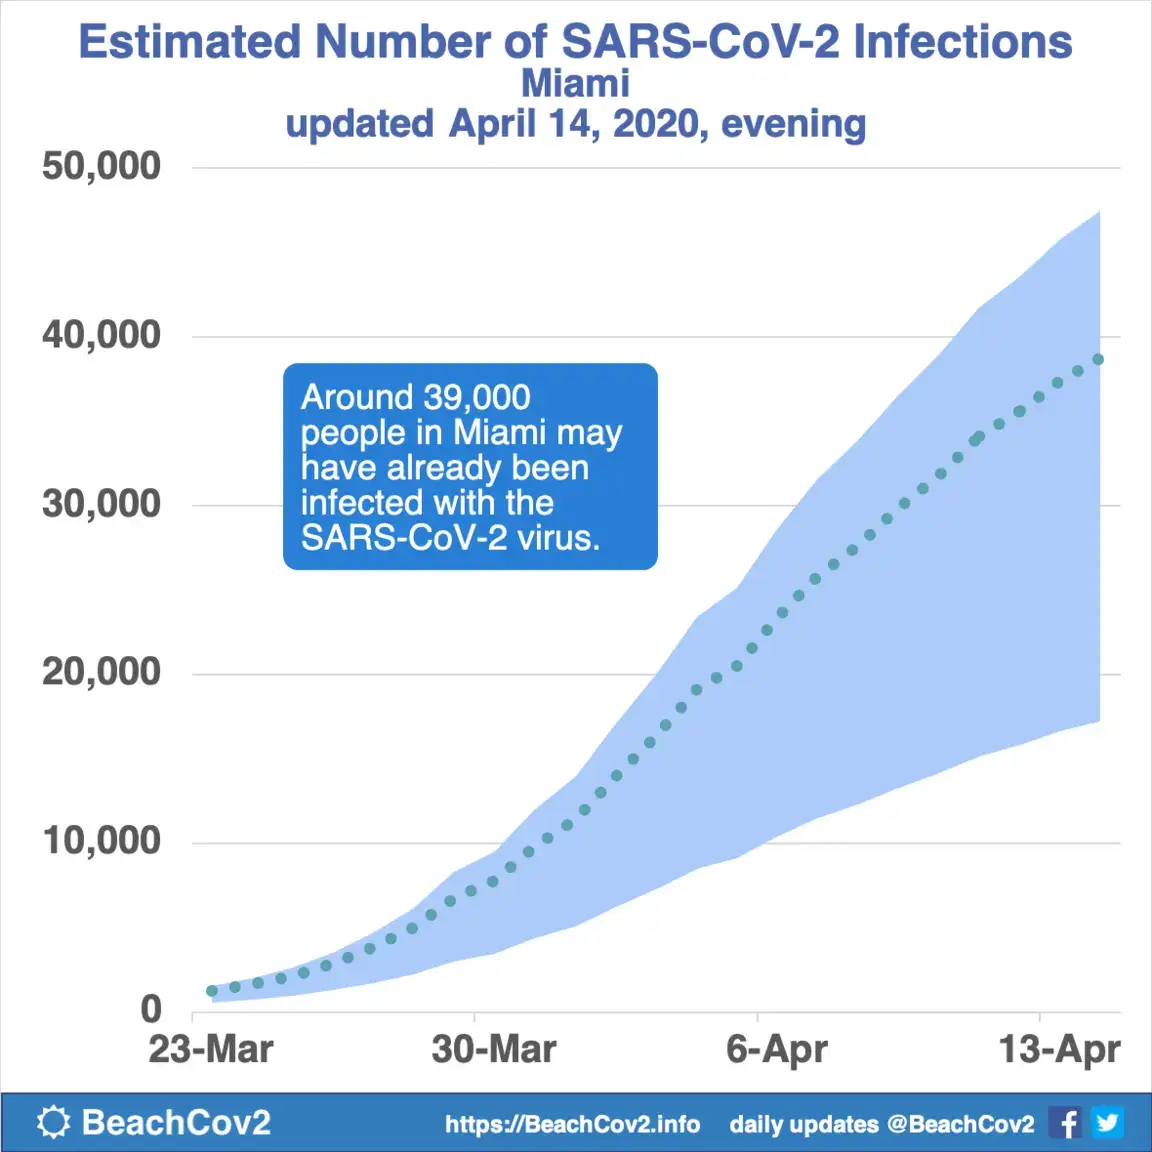 Estimated Number of SARS-CoV-2 Infections
Miami
updated April 14, 2020, evening
50,000
40,000
Around 39,000
people in Miami may
have already been
infected with the
SARS-CoV-2 virus.
30,000
20,000
10,000
0
23-Mar 30-Mar 6-Apr 13-Apr
BeachCov2 https://BeachCov2.info daily updates @BeachCov2